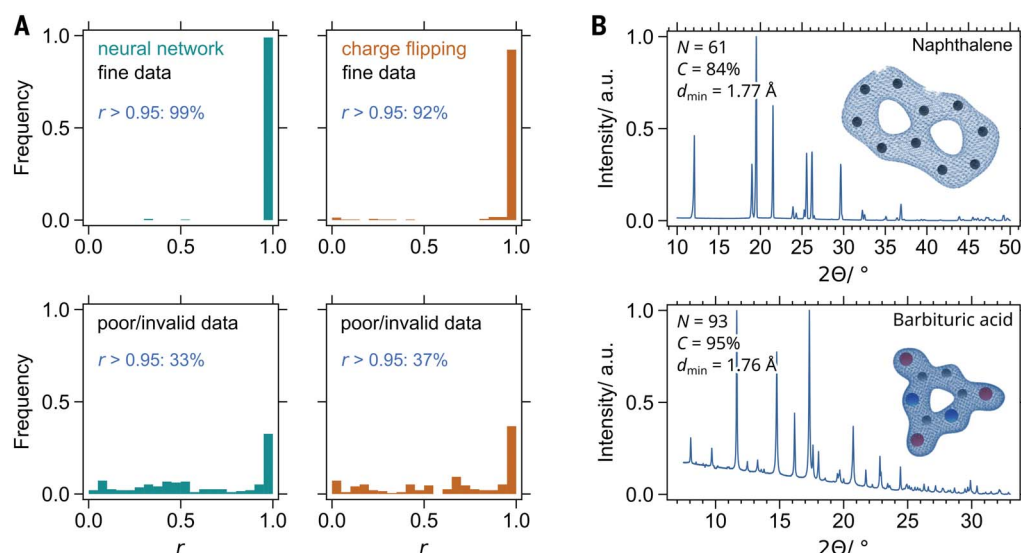 A
neural network
fine data
r > 0.95: 99%
Frequency
1.0
0.5
0.0
0.0
0.5
1.0
charge flipping
fine data
r > 0.95: 92%
0.0
0.5
1.0
poor/invalid data
r > 0.95: 33%
Frequency
1.0
0.5
0.0
0.0
0.5
1.0
r
poor/invalid data
r > 0.95: 37%
0.0
0.5
1.0
r
B
N = 61
C = 84%
dmin = 1.77 Å
Naphthalene
Intensity/ a.u.
1.0
0.5
0.0
10 15 20 25 30 35 40 45 50
2Θ/ °
N = 93
C = 95%
dmin = 1.76 Å
Barbituric acid
Intensity/ a.u.
1.0
0.5
0.0
10 15 20 25 30
2Θ/ °